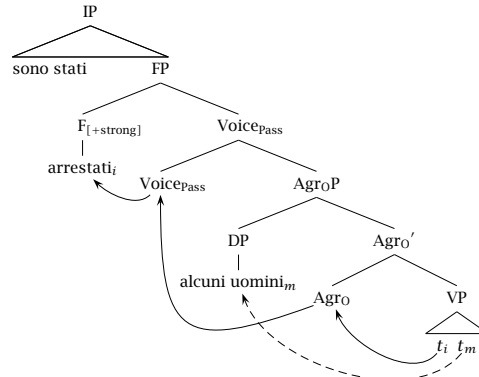 IP
sono stati FP
F[+strong] VoicePass
arrestatii VoicePass AgrOP
DP AgrO′
alcuni uominim AgrO VP
ti tm